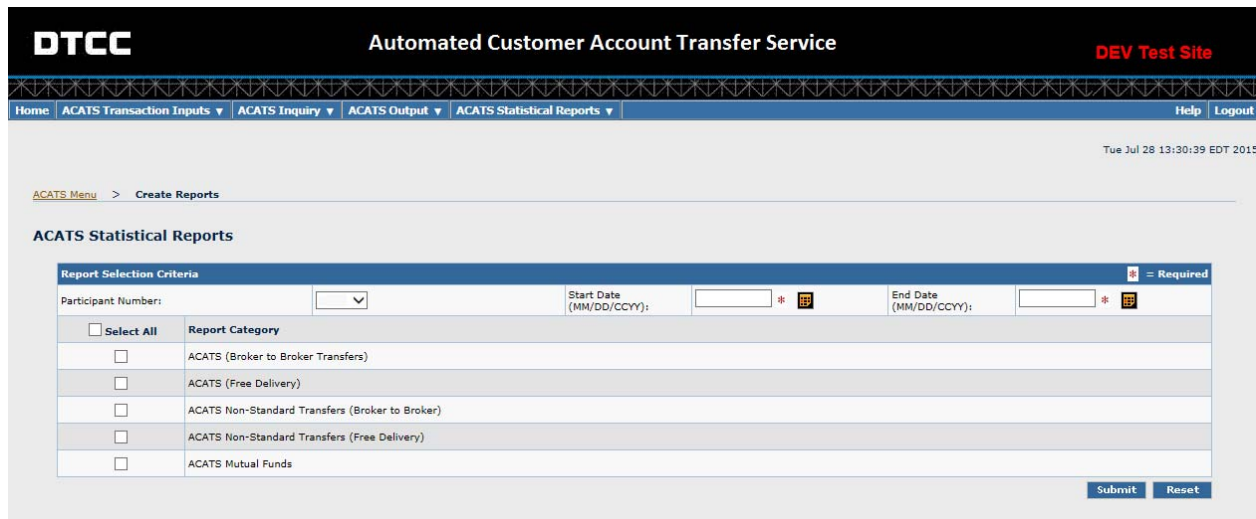 DTCC
Automated Customer Account Transfer Service
DEV Test Site
Home ACATS Transaction Inputs ▼ ACATS Inquiry ▼ ACATS Output ▼ ACATS Statistical Reports ▼ Help Logout
Tue Jul 28 13:30:39 EDT 2015
ACATS Menu > Create Reports
ACATS Statistical Reports
Report Selection Criteria * = Required
Participant Number: Start Date (MM/DD/CCYY): * End Date (MM/DD/CCYY): *
Select All Report Category
ACATS (Broker to Broker Transfers)
ACATS (Free Delivery)
ACATS Non-Standard Transfers (Broker to Broker)
ACATS Non-Standard Transfers (Free Delivery)
ACATS Mutual Funds
Submit Reset